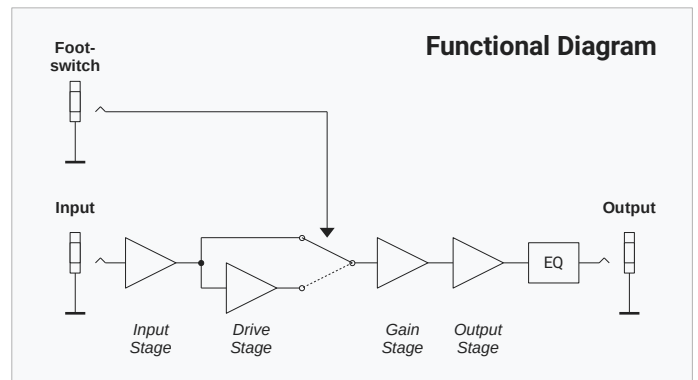 Functional Diagram
Foot-
switch
Input
Output
EQ
Input
Stage
Drive
Stage
Gain
Stage
Output
Stage